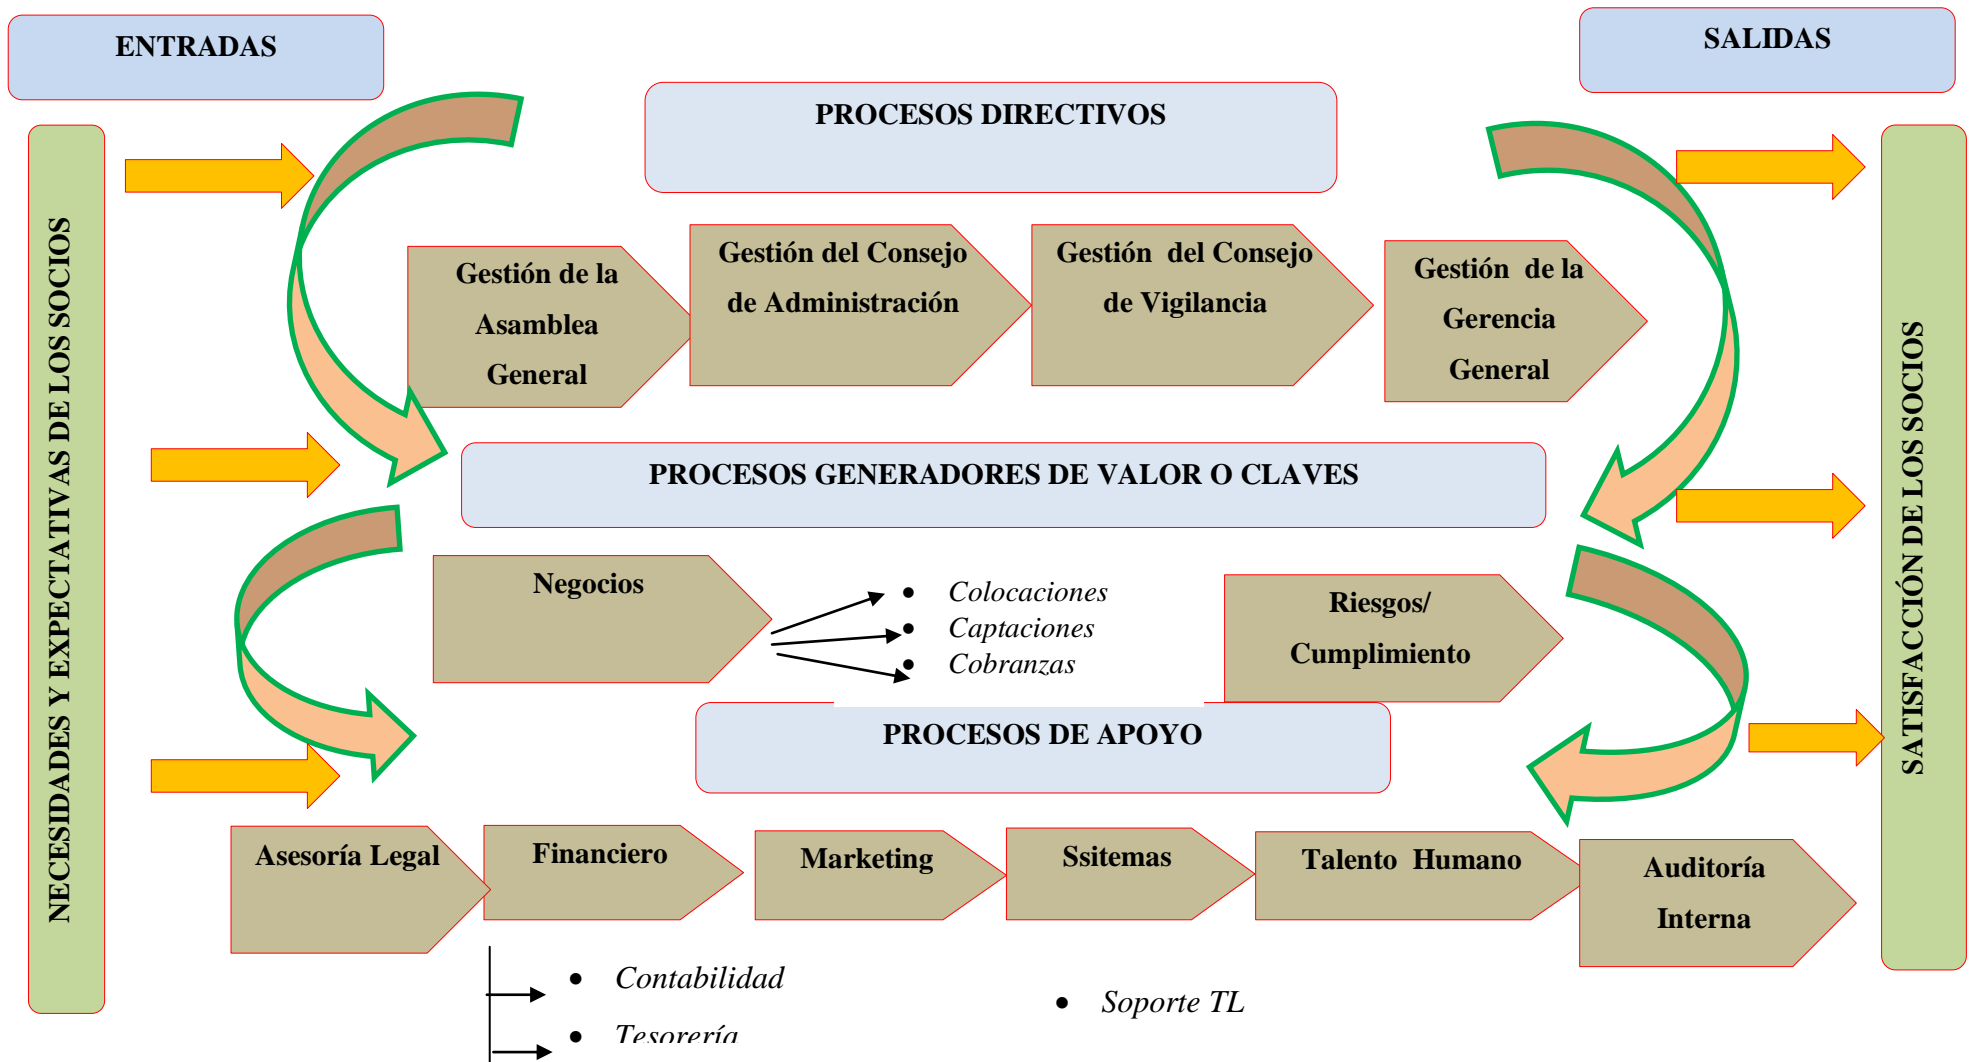 ENTRADAS
SALIDAS
NECESIDADES Y EXPECTATIVAS DE LOS SOCIOS
PROCESOS DIRECTIVOS
Gestión de la
Asamblea
General
Gestión del Consejo
de Administración
Gestión  del Consejo
de Vigilancia
Gestión  de la
Gerencia
General
PROCESOS GENERADORES DE VALOR O CLAVES
Negocios
• Colocaciones
• Captaciones
• Cobranzas
Riesgos/
Cumplimiento
PROCESOS DE APOYO
Asesoría Legal
Financiero
Marketing
Ssitemas
Talento  Humano
Auditoría
Interna
• Contabilidad
• Tesorería
• Soporte TL
SATISFACCIÓN DE LOS SOCIOS